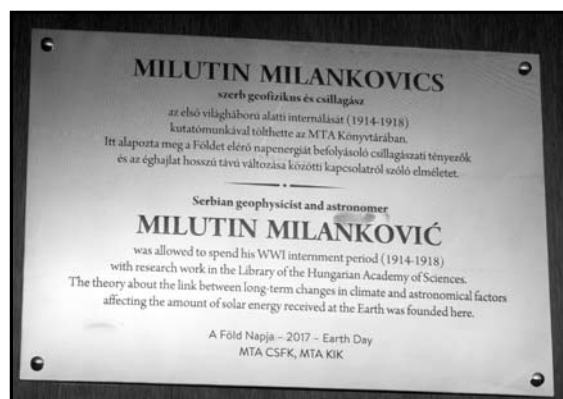 MILUTIN MILANKOVICS
szerb geofizikus és csillagász
az első világháború alatti internálását (1914-1918)
kutatómunkával tölthette az MTA Könyvtárában.
Itt alapozta meg a Földet elérő napenergiát befolyásoló csillagászati tényezők
és az éghajlat hosszú távú változása közötti kapcsolatról szóló elméletet.
Serbian geophysicist and astronomer
MILUTIN MILANKOVIĆ
was allowed to spend his WWI internment period (1914-1918)
with research work in the Library of the Hungarian Academy of Sciences.
The theory about the link between long-term changes in climate and astronomical factors
affecting the amount of solar energy received at the Earth was founded here.
A Föld Napja - 2017 - Earth Day
MTA CSFK, MTA KIK